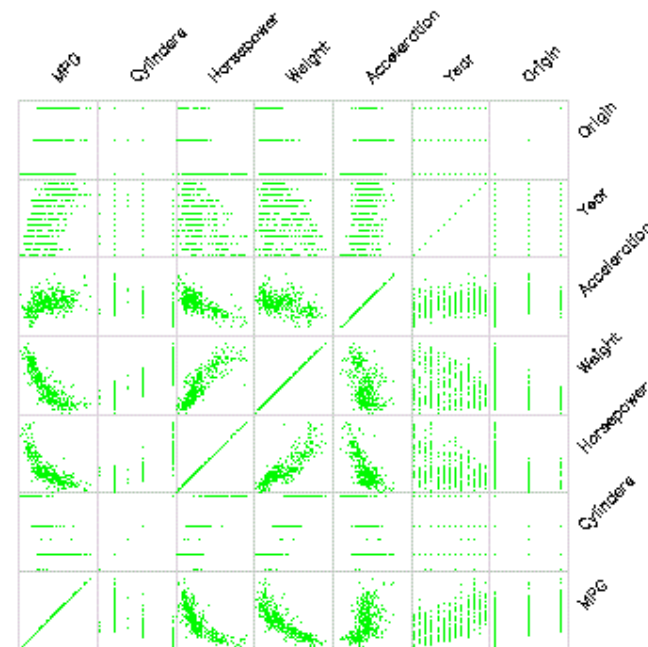 MPG
Cylinders
Horsepower
Weight
Acceleration
Year
Origin
Origin
Year
Acceleration
Weight
Horsepower
Cylinders
MPG